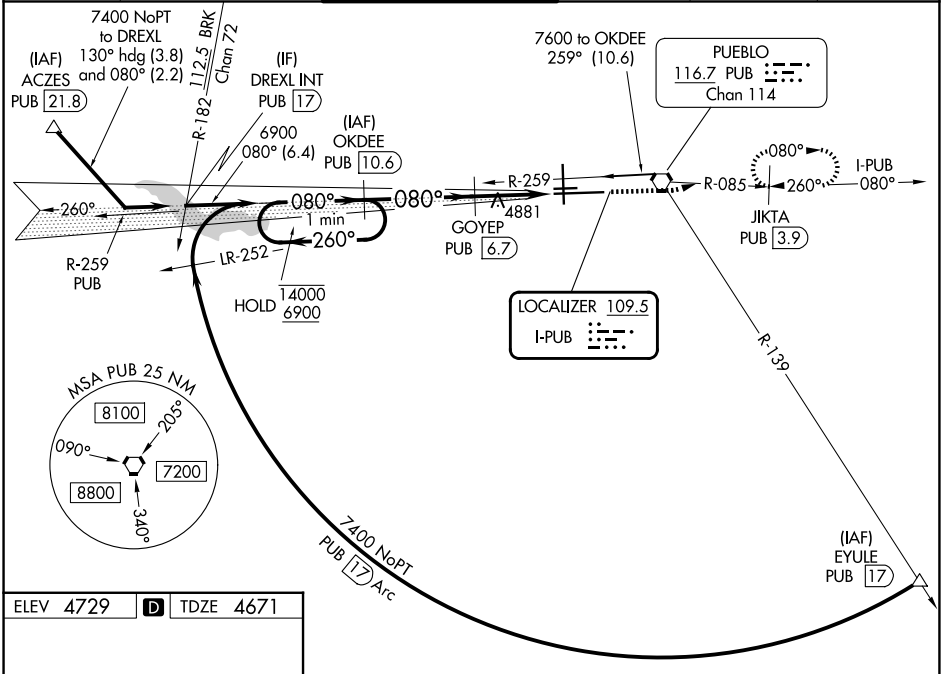 7400 NoPT
to DREXL
130° hdg (3.8)
and 080° (2.2)
(IAF)
ACZES
PUB 21.8
R-182
112.5 BRK
Chan 72
(IF)
DREXL INT
PUB 17
6900
080° (6.4)
(IAF)
OKDEE
PUB 10.6
7600 to OKDEE
259° (10.6)
PUEBLO
116.7 PUB
Chan 114
080°
I-PUB
080°
R-085
260°
JIKTA
PUB 3.9
R-259
260°
080°
1 min
260°
080°
4881
GOYEP
PUB 6.7
R-259
PUB
LR-252
HOLD
14000
6900
LOCALIZER 109.5
I-PUB
R-139
MSA PUB 25 NM
8100
205°
090°
7200
8800
340°
7400 NoPT
PUB 17 Arc
(IAF)
EYULE
PUB 17
ELEV 4729 D TDZE 4671